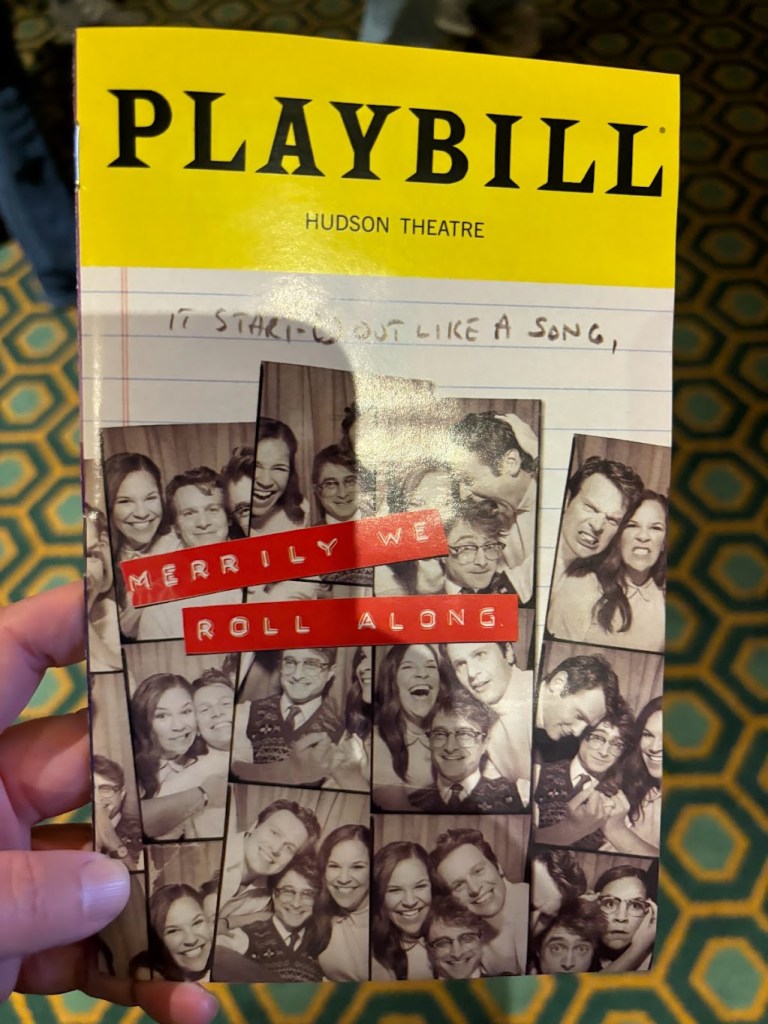 PLAYBILL®
HUDSON THEATRE
IT STARTED OUT LIKE A SONG,
MERRILY WE
ROLL ALONG